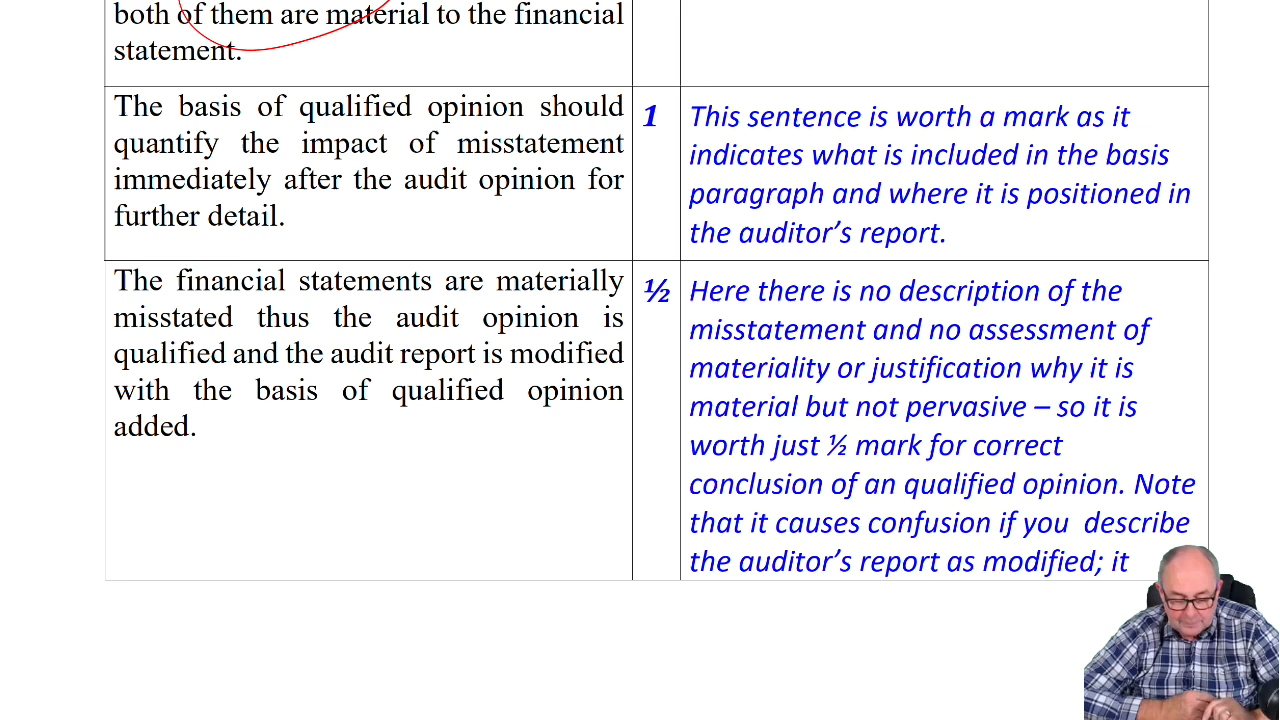 both of them are material to the financial
statement.
The basis of qualified opinion should
quantify the impact of misstatement
immediately after the audit opinion for
further detail.
1
This sentence is worth a mark as it
indicates what is included in the basis
paragraph and where it is positioned in
the auditor’s report.
The financial statements are materially
misstated thus the audit opinion is
qualified and the audit report is modified
with the basis of qualified opinion
added.
½
Here there is no description of the
misstatement and no assessment of
materiality or justification why it is
material but not pervasive – so it is
worth just ½ mark for correct
conclusion of an qualified opinion. Note
that it causes confusion if you describe
the auditor’s report as modified; it